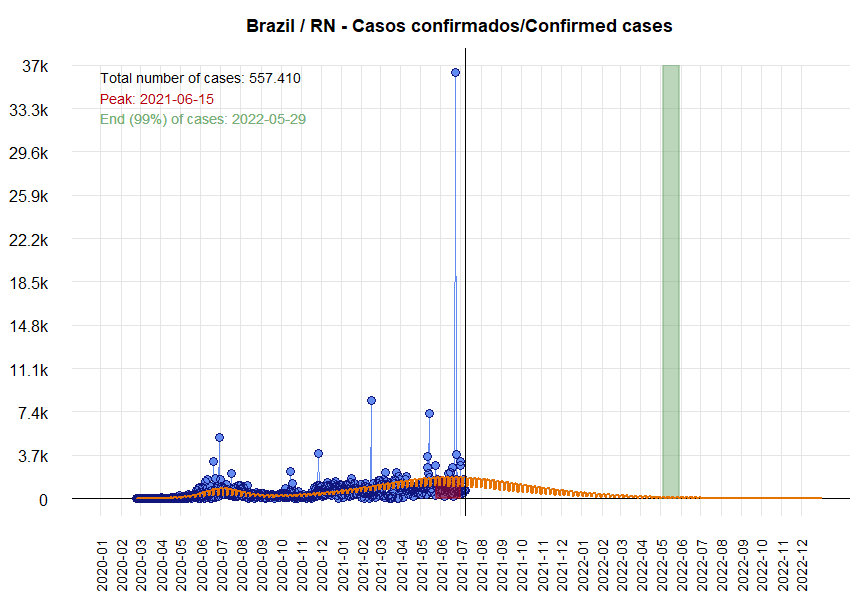 Brazil / RN - Casos confirmados/Confirmed cases
37k
33.3k
29.6k
25.9k
22.2k
18.5k
14.8k
11.1k
7.4k
3.7k
0
Total number of cases: 557.410
Peak: 2021-06-15
End (99%) of cases: 2022-05-29
2020-01
2020-02
2020-03
2020-04
2020-05
2020-06
2020-07
2020-08
2020-09
2020-10
2020-11
2020-12
2021-01
2021-02
2021-03
2021-04
2021-05
2021-06
2021-07
2021-08
2021-09
2021-10
2021-11
2021-12
2022-01
2022-02
2022-03
2022-04
2022-05
2022-06
2022-07
2022-08
2022-09
2022-10
2022-11
2022-12